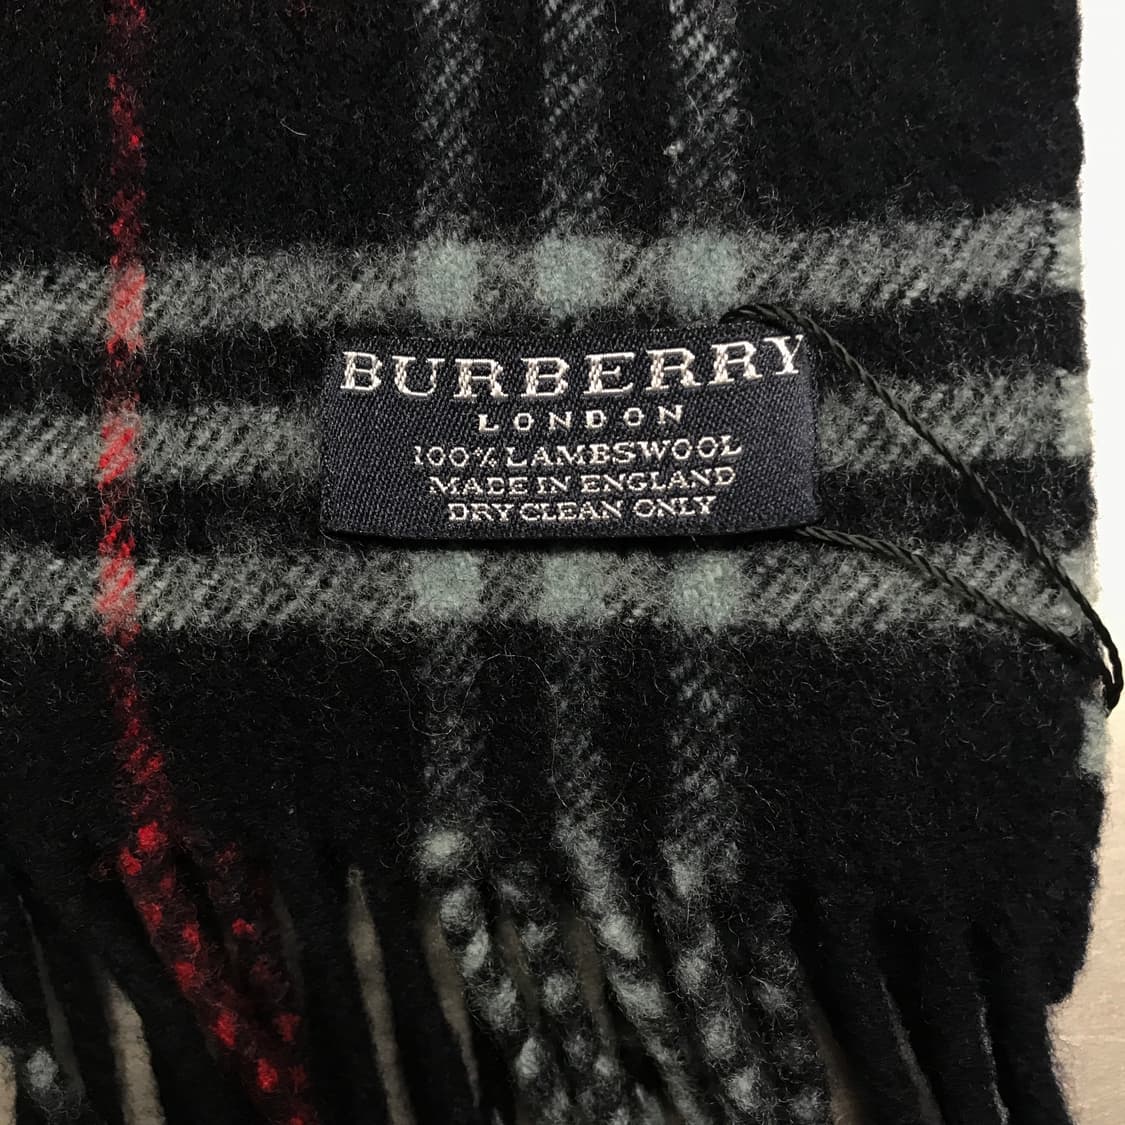 BURBERRY
LONDON
100% LAMBSWOOL
MADE IN ENGLAND
DRY CLEAN ONLY